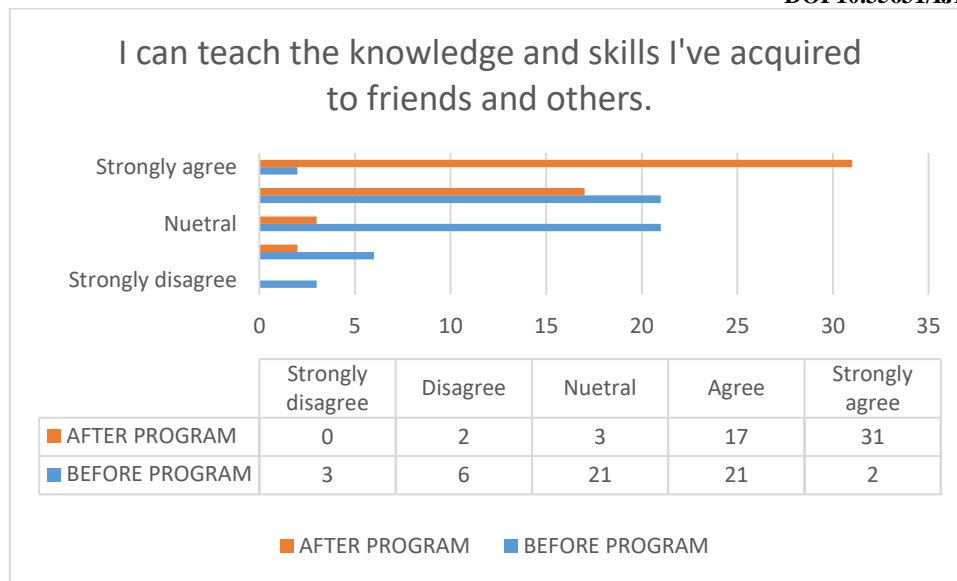 I can teach the knowledge and skills I've acquired
to friends and others.
Strongly agree
Nuetral
Strongly disagree
0 5 10 15 20 25 30 35
Strongly disagree Disagree Nuetral Agree Strongly agree
AFTER PROGRAM 0 2 3 17 31
BEFORE PROGRAM 3 6 21 21 2
AFTER PROGRAM BEFORE PROGRAM